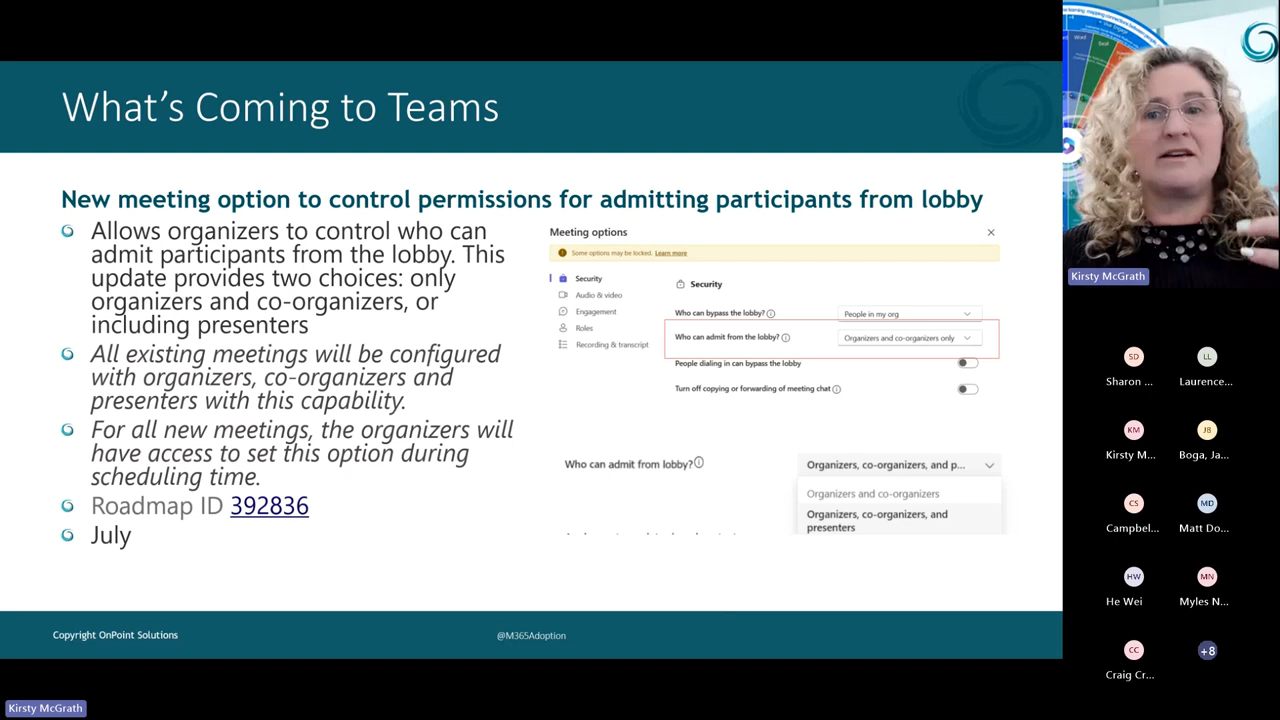 What's Coming to Teams
New meeting option to control permissions for admitting participants from lobby
Allows organizers to control who can
admit participants from the lobby. This
update provides two choices: only
organizers and co-organizers, or
including presenters
All existing meetings will be configured
with organizers, co-organizers and
presenters with this capability.
For all new meetings, the organizers will
have access to set this option during
scheduling time.
Roadmap ID 392836
July
Meeting options
Some options may be locked. Learn more
Security
Audio & video
Engagement
Roles
Recording & transcript
Security
Who can bypass the lobby?
People in my org
Who can admit from the lobby?
Organizers and co-organizers only
People dialing in can bypass the lobby
Turn off copying or forwarding of meeting chat
Who can admit from lobby?
Organizers, co-organizers, and p...
Organizers and co-organizers
Organizers, co-organizers, and
presenters
Copyright OnPoint Solutions
@M365Adoption
Kirsty McGrath
Word
Kirsty McGrath
SD
Sharon ...
LL
Laurence...
KM
Kirsty M...
JB
Boga, Ja...
CS
Campbel...
MD
Matt Do...
HW
He Wei
MN
Myles N...
CC
Craig Cr...
+8